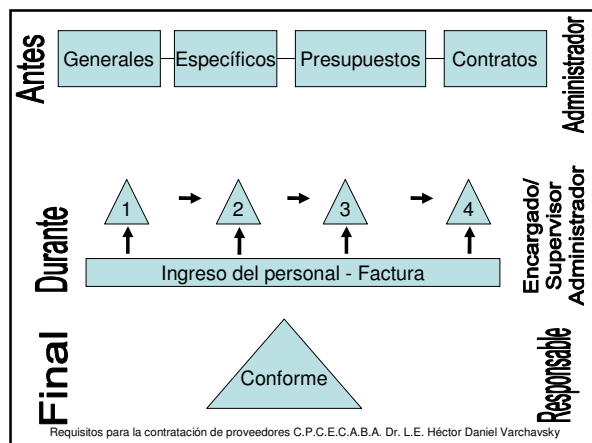 Antes
Generales
Específicos
Presupuestos
Contratos
Administrador
Durante
1
2
3
4
Ingreso del personal - Factura
Encargado/
Supervisor
Administrador
Final
Conforme
Responsable
Requisitos para la contratación de proveedores C.P.C.E.C.A.B.A. Dr. L.E. Héctor Daniel Varchavsky